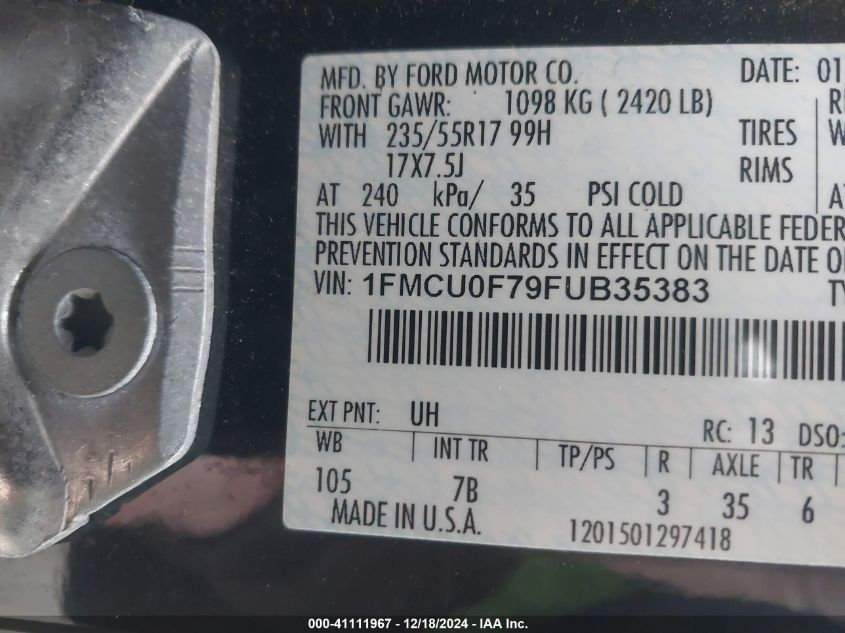 MFD. BY FORD MOTOR CO. DATE: 01
FRONT GAWR: 1098 KG ( 2420 LB)
WITH 235/55R17 99H TIRES
17X7.5J RIMS
AT 240 kPa/ 35 PSI COLD
THIS VEHICLE CONFORMS TO ALL APPLICABLE FEDER
PREVENTION STANDARDS IN EFFECT ON THE DATE O
VIN: 1FMCU0F79FUB35383
EXT PNT: UH RC: 13 DSO:
WB INT TR TP/PS R AXLE TR
105 7B 3 35 6
MADE IN U.S.A. 1201501297418
000-41111967 - 12/18/2024 - IAA Inc.